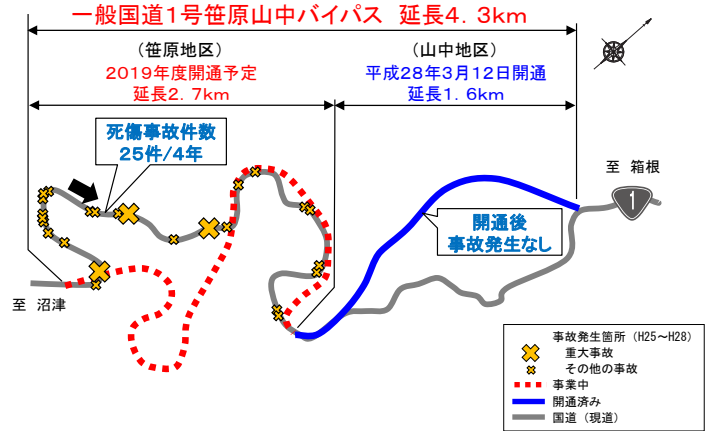 一般国道1号笹原山中バイパス 延長4.3km
(笹原地区)
2019年度開通予定
延長2.7km
(山中地区)
平成28年3月12日開通
延長1.6km
死傷事故件数
25件/4年
至 箱根
1
開通後
事故発生なし
至 沼津
事故発生箇所(H25~H28)
重大事故
その他の事故
事業中
開通済み
国道(現道)